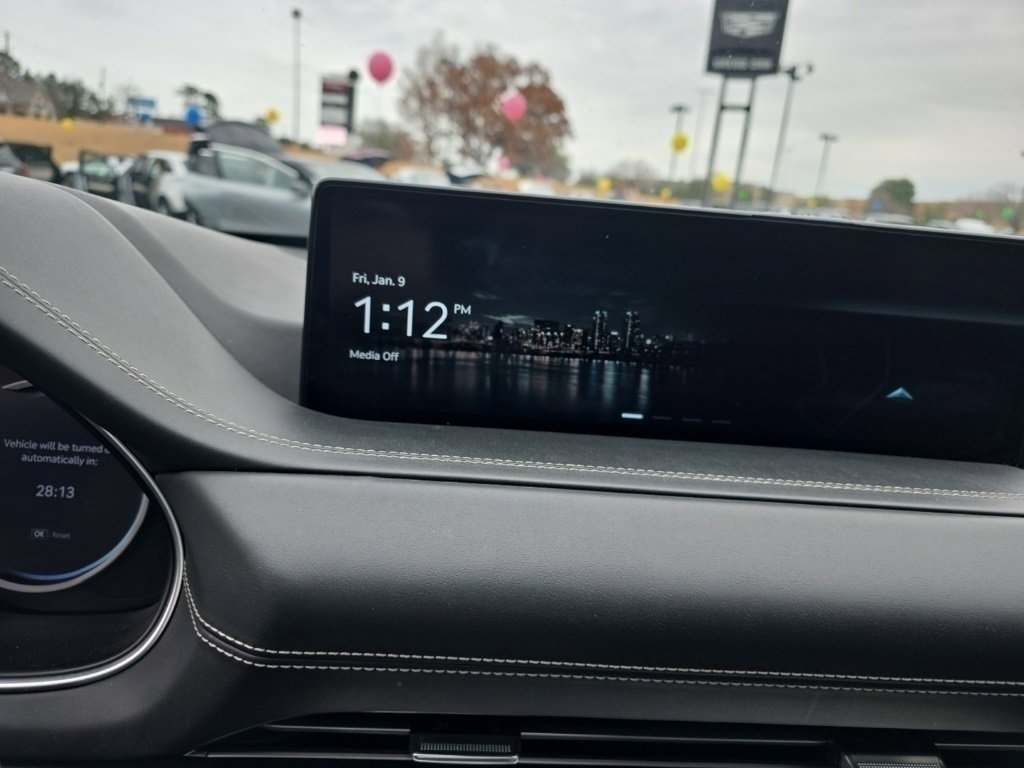 Fri, Jan. 9
1:12 PM
Media Off
Vehicle will be turned
automatically in:
28:13
OK : Reset